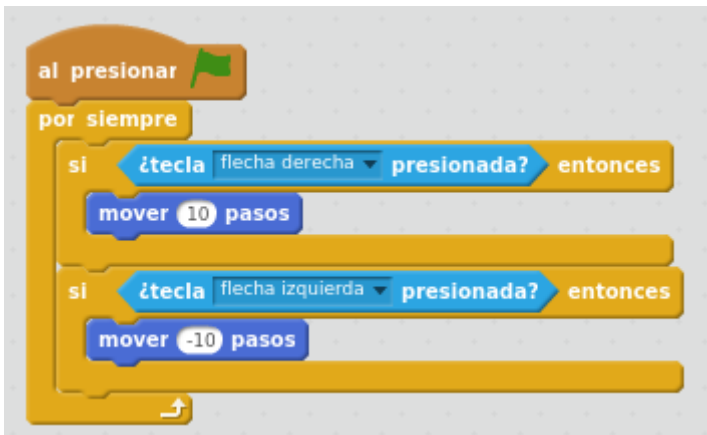 al presionar
por siempre
si ¿tecla flecha derecha presionada? entonces
mover 10 pasos
si ¿tecla flecha izquierda presionada? entonces
mover -10 pasos